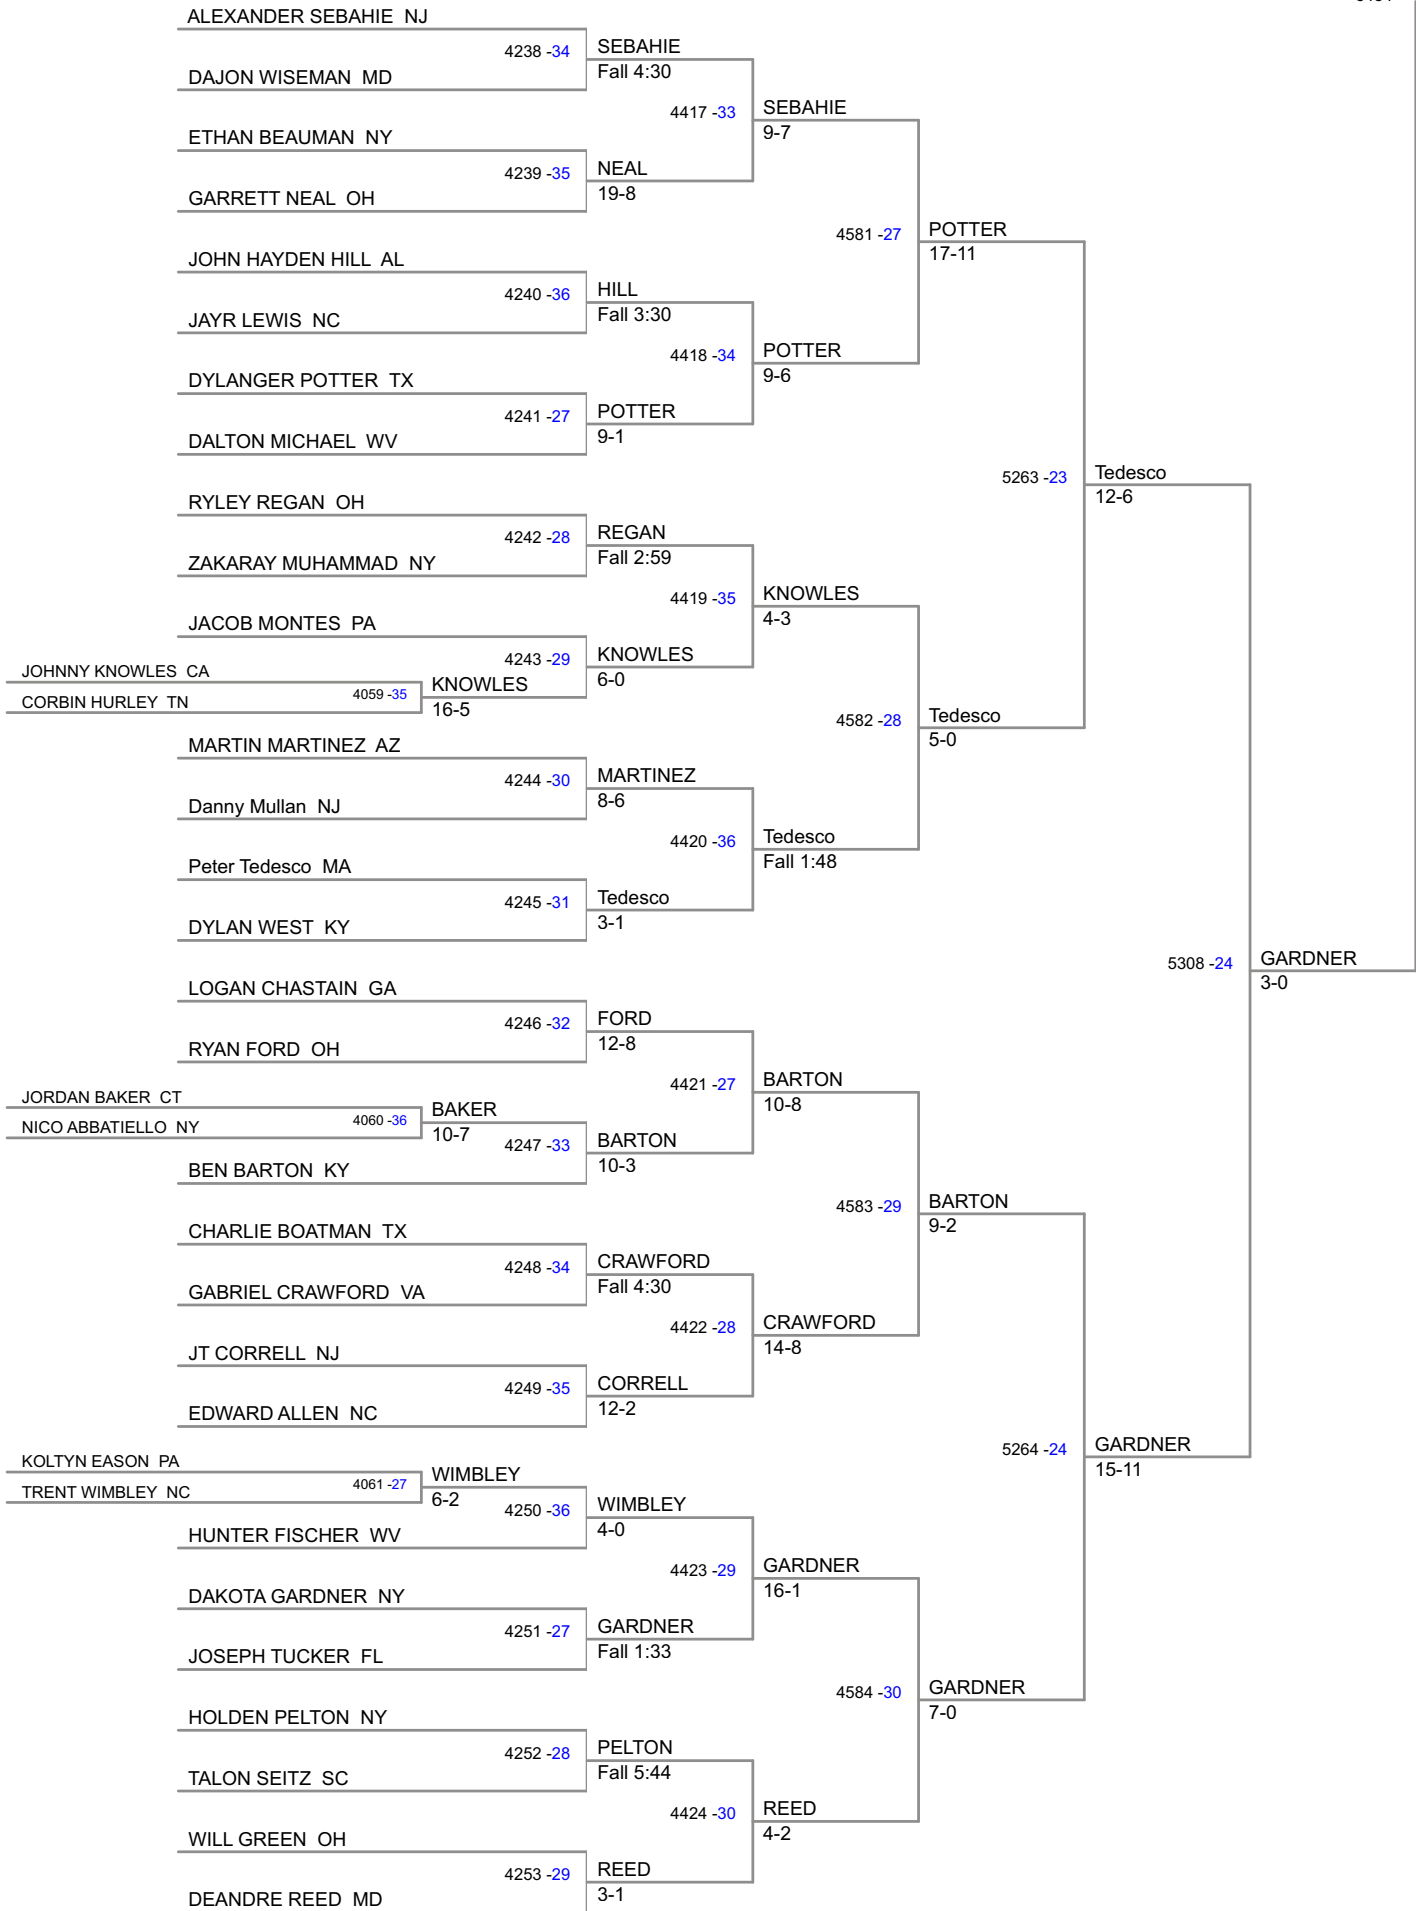 ALEXANDER SEBAHIE NJ
4238 -34
SEBAHIE
Fall 4:30
DAJON WISEMAN MD
4417 -33
SEBAHIE
9-7
ETHAN BEAUMAN NY
4239 -35
NEAL
19-8
GARRETT NEAL OH
4581 -27
POTTER
17-11
JOHN HAYDEN HILL AL
4240 -36
HILL
Fall 3:30
JAYR LEWIS NC
4418 -34
POTTER
9-6
DYLANGER POTTER TX
4241 -27
POTTER
9-1
DALTON MICHAEL WV
5263 -23
Tedesco
12-6
RYLEY REGAN OH
4242 -28
REGAN
Fall 2:59
ZAKARAY MUHAMMAD NY
4419 -35
KNOWLES
4-3
JACOB MONTES PA
4243 -29
KNOWLES
6-0
JOHNNY KNOWLES CA
4059 -35
KNOWLES
16-5
CORBIN HURLEY TN
4582 -28
Tedesco
5-0
MARTIN MARTINEZ AZ
4244 -30
MARTINEZ
8-6
Danny Mullan NJ
4420 -36
Tedesco
Fall 1:48
Peter Tedesco MA
4245 -31
Tedesco
3-1
DYLAN WEST KY
5308 -24
GARDNER
3-0
LOGAN CHASTAIN GA
4246 -32
FORD
12-8
RYAN FORD OH
4421 -27
BARTON
10-8
JORDAN BAKER CT
4060 -36
BAKER
10-7
NICO ABBATIELLO NY
4247 -33
BARTON
10-3
BEN BARTON KY
4583 -29
BARTON
9-2
CHARLIE BOATMAN TX
4248 -34
CRAWFORD
Fall 4:30
GABRIEL CRAWFORD VA
4422 -28
CRAWFORD
14-8
JT CORRELL NJ
4249 -35
CORRELL
12-2
EDWARD ALLEN NC
5264 -24
GARDNER
15-11
KOLTYN EASON PA
4061 -27
WIMBLEY
6-2
TRENT WIMBLEY NC
4250 -36
WIMBLEY
4-0
HUNTER FISCHER WV
4423 -29
GARDNER
16-1
DAKOTA GARDNER NY
4251 -27
GARDNER
Fall 1:33
JOSEPH TUCKER FL
4584 -30
GARDNER
7-0
HOLDEN PELTON NY
4252 -28
PELTON
Fall 5:44
TALON SEITZ SC
4424 -30
REED
4-2
WILL GREEN OH
4253 -29
REED
3-1
DEANDRE REED MD